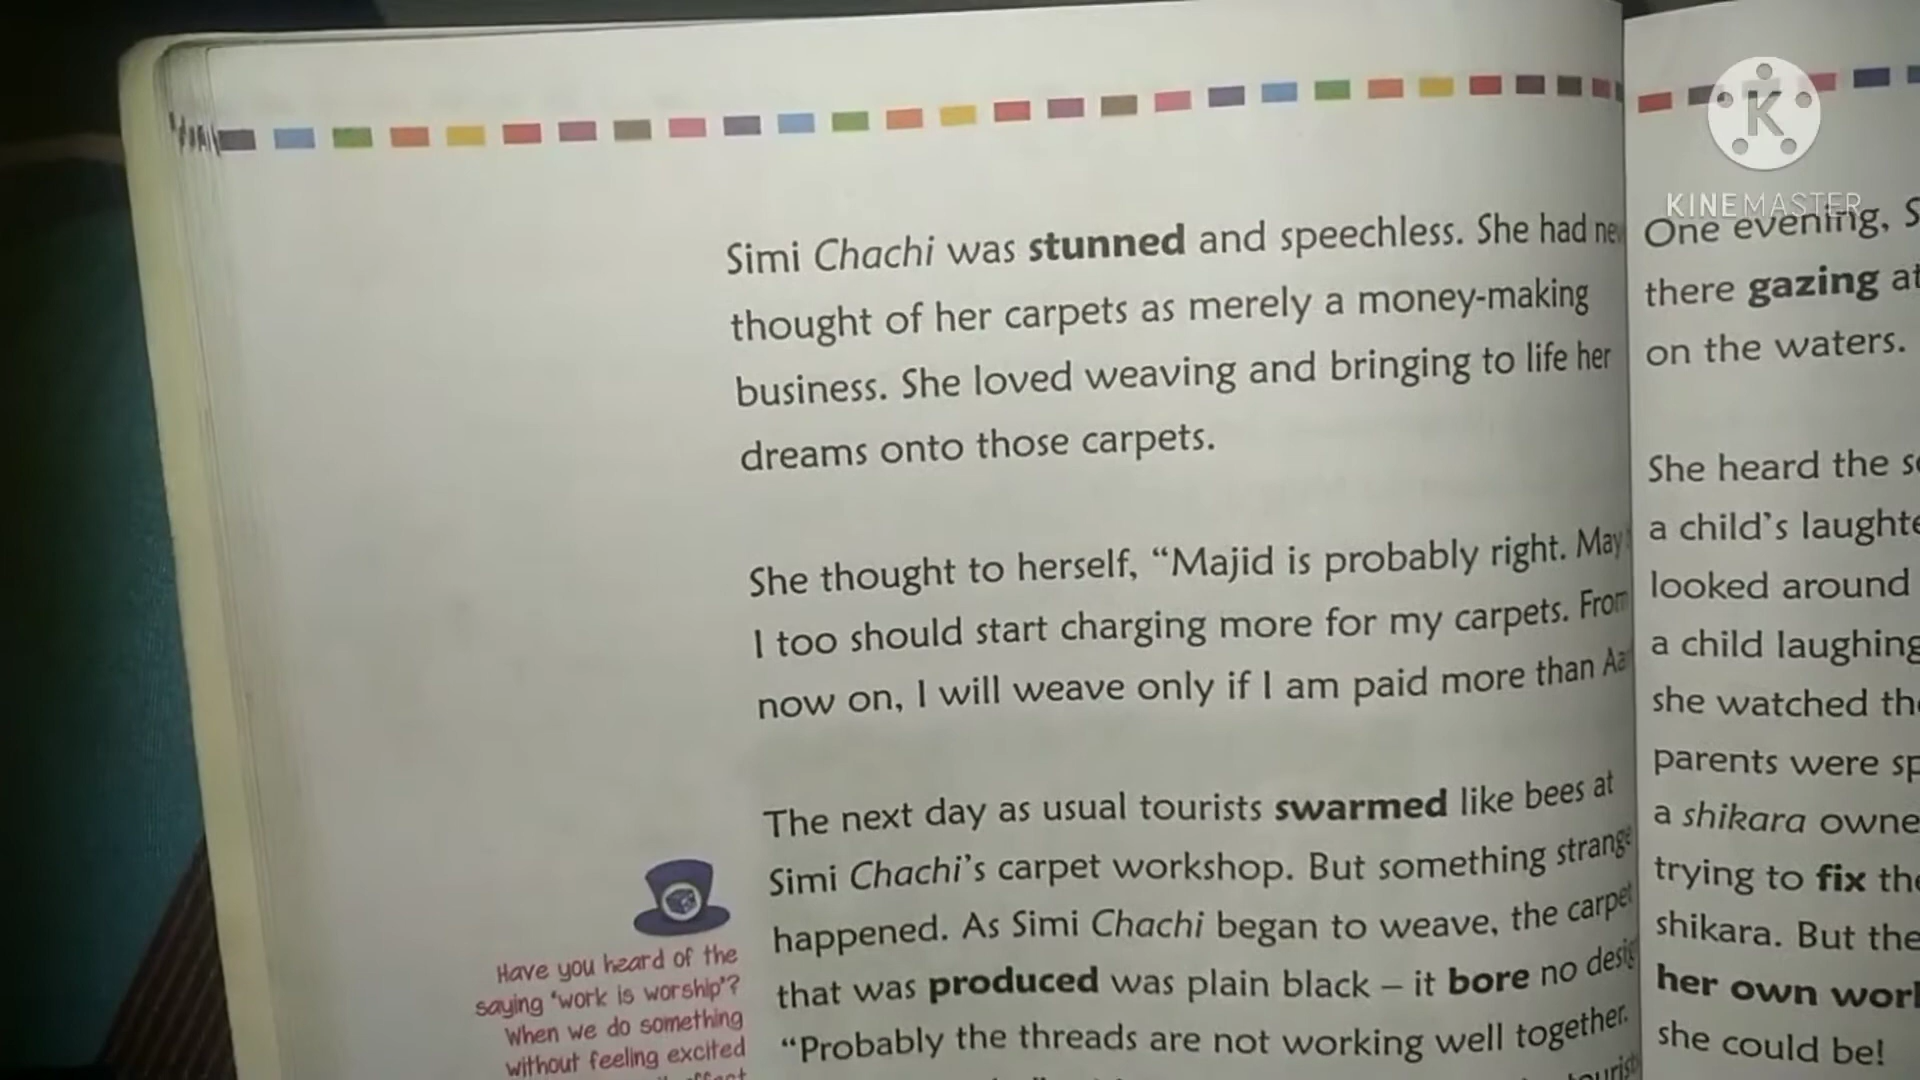 Simi Chachi was stunned and speechless. She had
thought of her carpets as merely a money-making
business. She loved weaving and bringing to life her
dreams onto those carpets.
She thought to herself, “Majid is probably right.
I too should start charging more for my carpets. From
now on, I will weave only if I am paid more than
The next day as usual tourists swarmed like bees at
Simi Chachi’s carpet workshop. But something strange
happened. As Simi Chachi began to weave, the carpet
that was produced was plain black – it bore no
“Probably the threads are not working well together.
Have you heard of the
saying ‘work is worship’?
When we do something
without feeling excited
One evening,
there gazing at
on the waters.
She heard the
a child’s
looked around
a child laughing
she watched
parents were
a shikara
trying to fix
shikara. But
her own
she could be!
KINEMASTER
K